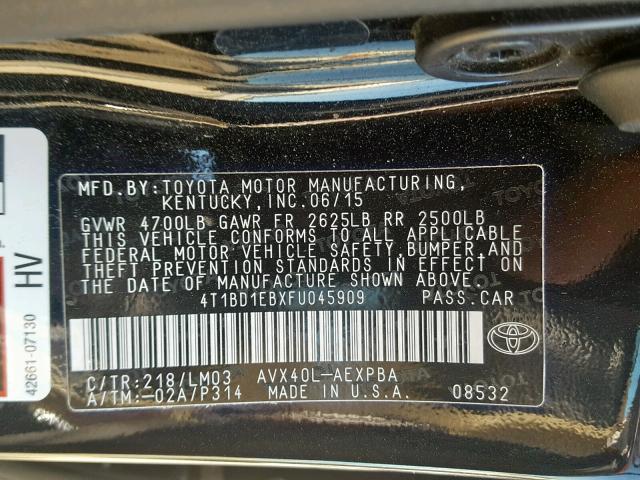 MFD.BY:TOYOTA MOTOR MANUFACTURING,
KENTUCKY,INC.06/15
GVWR 4700LB GAWR FR 2625LB RR 2500LB
THIS VEHICLE CONFORMS TO ALL APPLICABLE
FEDERAL MOTOR VEHICLE SAFETY,BUMPER,AND
THEFT PREVENTION STANDARDS IN EFFECT ON
THE DATE OF MANUFACTURE SHOWN ABOVE.
4T1BD1EBXFU045909 PASS.CAR
C/TR:218/LM03 AVX40L-AEXPBA
A/TM:-02A/P314 MADE IN U.S.A. 08532
HV
42661-07130